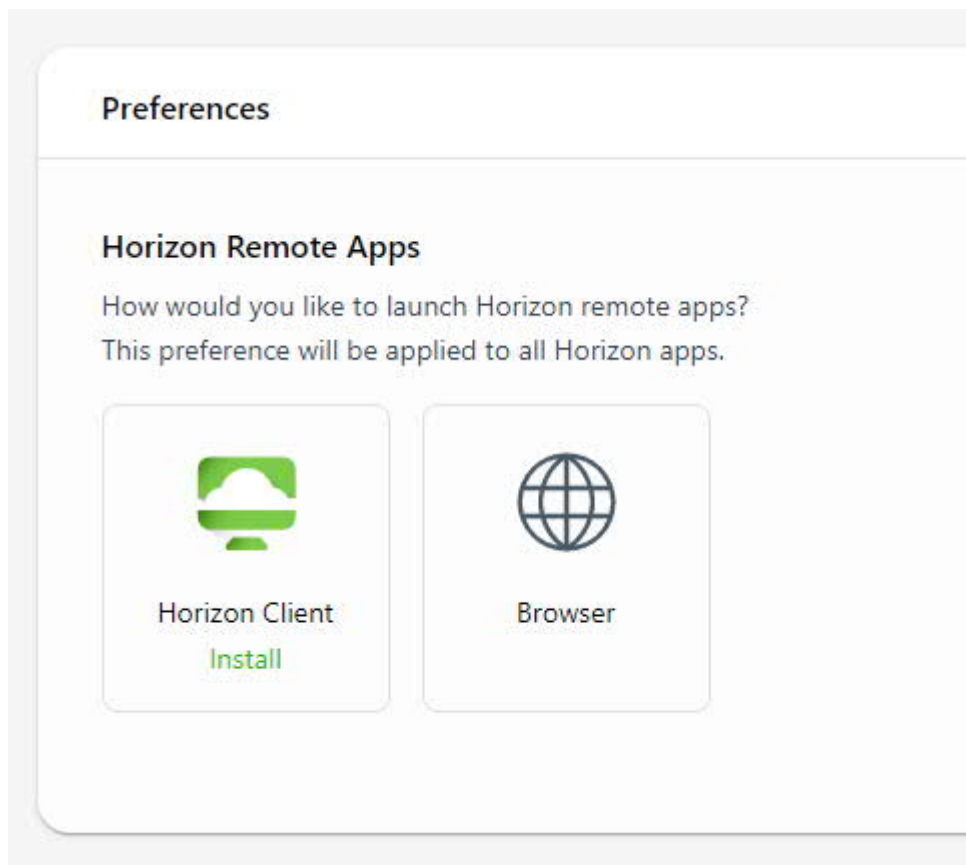 Preferences
Horizon Remote Apps
How would you like to launch Horizon remote apps?
This preference will be applied to all Horizon apps.
Horizon Client
Install
Browser